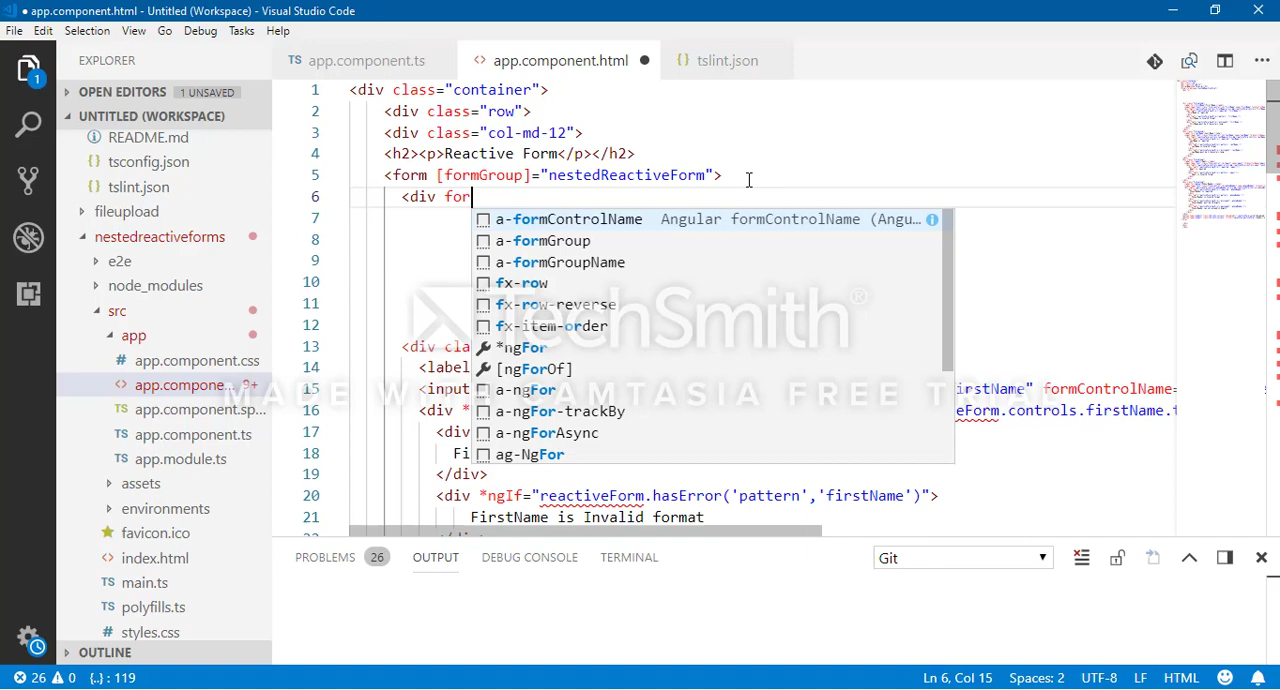 ● app.component.html - Untitled (Workspace) - Visual Studio Code
File Edit Selection View Go Debug Tasks Help
EXPLORER
TS app.component.ts
<> app.component.html ●
{} tslint.json
1
OPEN EDITORS 1 UNSAVED
UNTITLED (WORKSPACE)
README.md
{} tsconfig.json
{} tslint.json
fileupload
nestedreactiveforms
e2e
node_modules
src
app
# app.component.css
<> app.compone... 9+
TS app.component.sp...
TS app.component.ts
TS app.module.ts
assets
environments
favicon.ico
<> index.html
TS main.ts
TS polyfills.ts
# styles.css
OUTLINE
1 <div class="container">
2 <div class="row">
3 <div class="col-md-12">
4 <h2><p>Reactive Form</p></h2>
5 <form [formGroup]="nestedReactiveForm">
6 <div for
7
8
9
10
11
12
13 <div cla
14 <label
15 <input irstName" formControlName=
16 <div * eForm.controls.firstName.
17 <div
18 Fi
19 </div>
20 <div *ngIf="reactiveForm.hasError('pattern','firstName')">
21 FirstName is Invalid format
a-formControlName Angular formControlName (Angu...
a-formGroup
a-formGroupName
fx-row
fx-row-reverse
fx-item-order
*ngFor
[ngForOf]
a-ngFor
a-ngFor-trackBy
a-ngForAsync
ag-NgFor
TechSmith®
MADE WITH CAMTASIA FREE TRIAL
PROBLEMS 26 OUTPUT DEBUG CONSOLE TERMINAL
Git
26 0 {..} : 119
Ln 6, Col 15 Spaces: 2 UTF-8 LF HTML